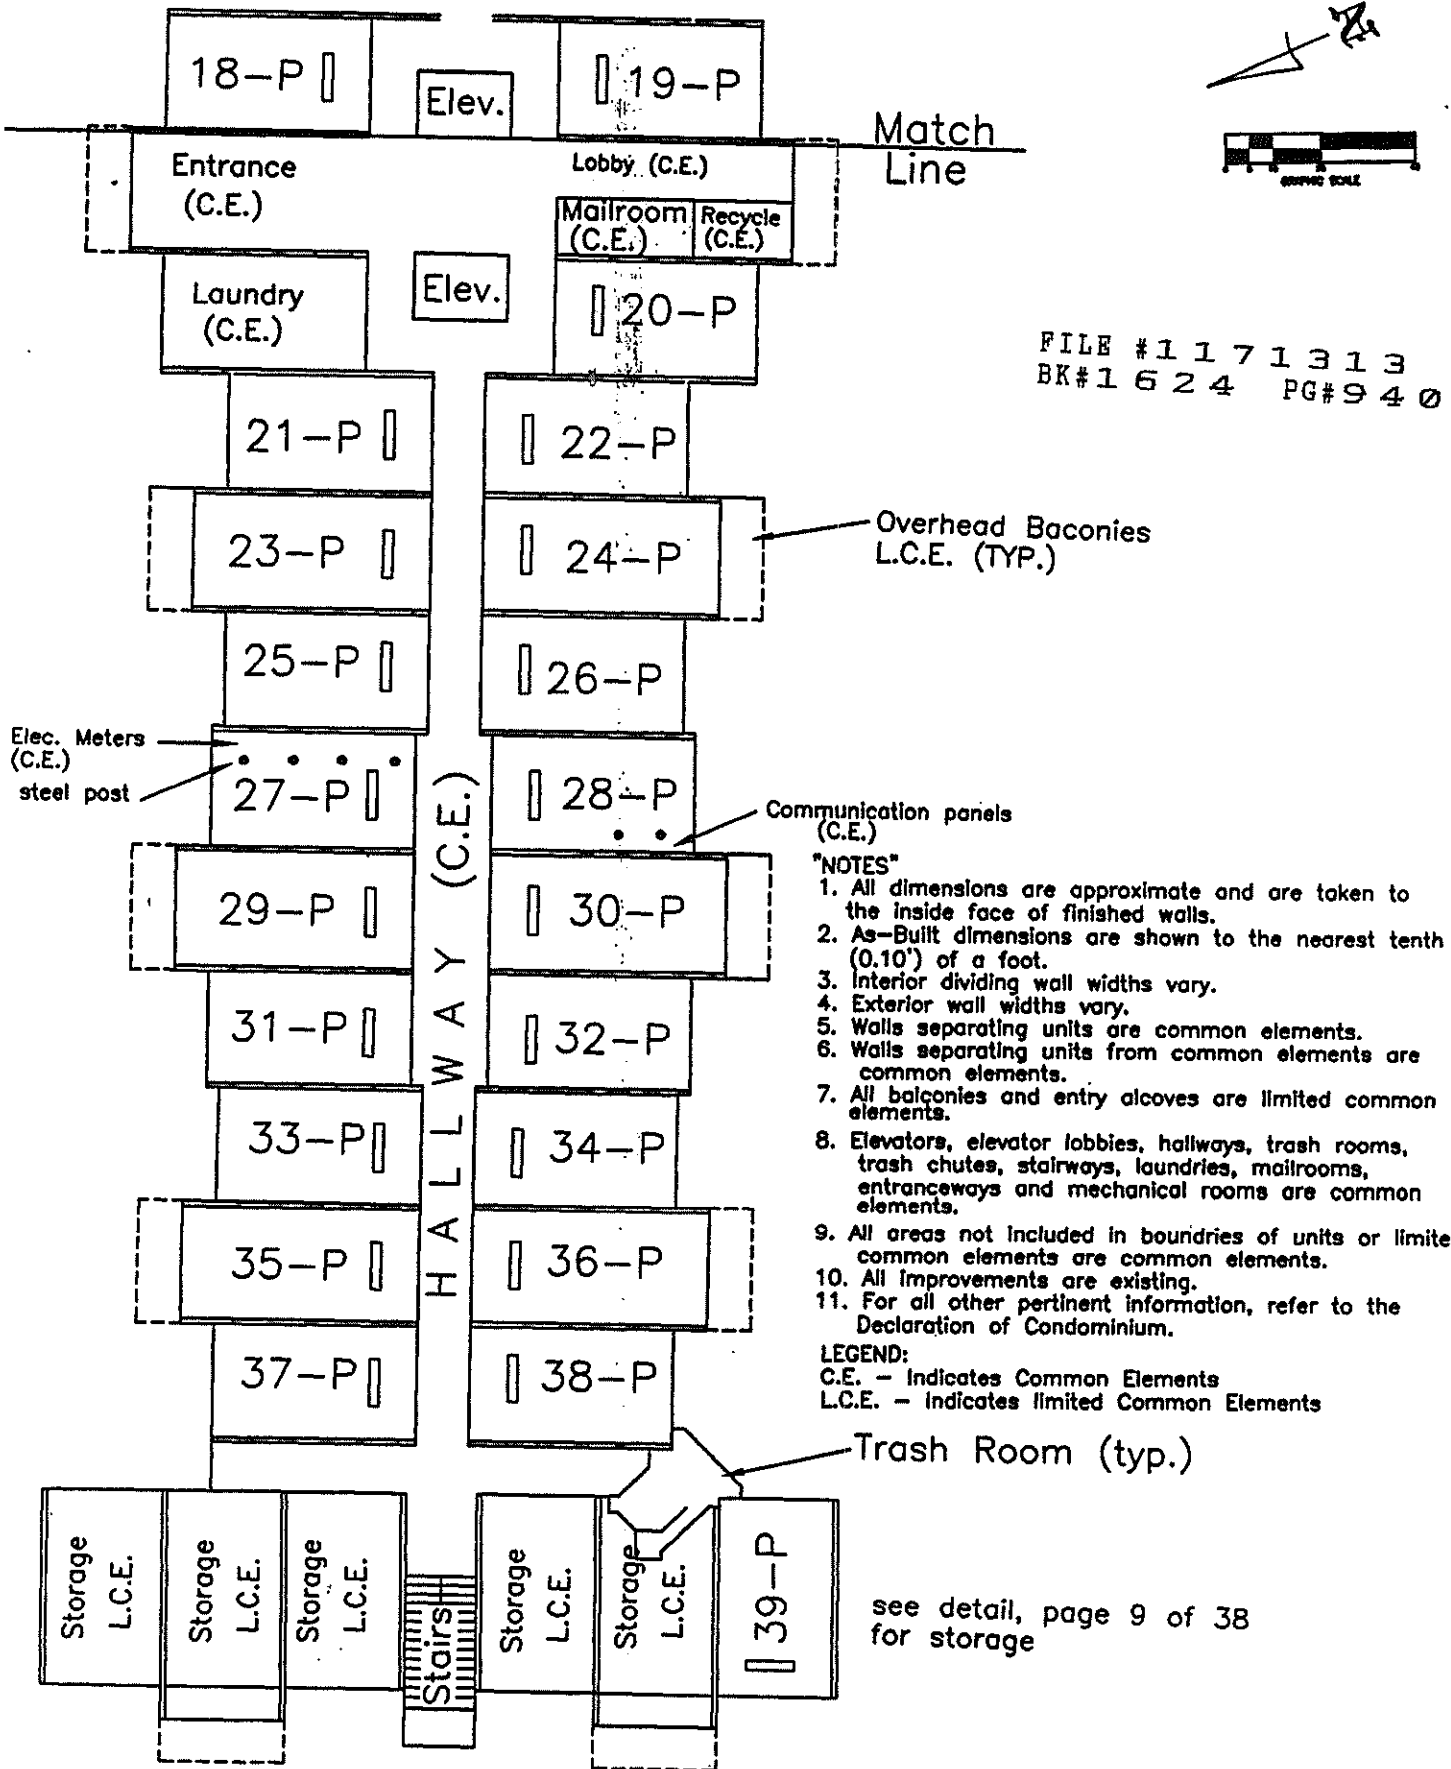 18-P
Elev.
19-P
Match
Line
GRAPHIC SCALE
Entrance
(C.E.)
Lobby (C.E.)
Mailroom
(C.E.)
Recycle
(C.E.)
Laundry
(C.E.)
Elev.
20-P
FILE #1171313
BK#1624 PG#940
21-P
22-P
23-P
24-P
Overhead Baconies
L.C.E. (TYP.)
25-P
26-P
Elec. Meters
(C.E.)
steel post
27-P
28-P
Communication panels
(C.E.)
HALLWAY (C.E.)
29-P
30-P
31-P
32-P
33-P
34-P
35-P
36-P
37-P
38-P
"NOTES"
1. All dimensions are approximate and are taken to
the inside face of finished walls.
2. As-Built dimensions are shown to the nearest tenth
(0.10') of a foot.
3. Interior dividing wall widths vary.
4. Exterior wall widths vary.
5. Walls separating units are common elements.
6. Walls separating units from common elements are
common elements.
7. All balconies and entry alcoves are limited common
elements.
8. Elevators, elevator lobbies, hallways, trash rooms,
trash chutes, stairways, laundries, mailrooms,
entranceways and mechanical rooms are common
elements.
9. All areas not included in boundries of units or limite
common elements are common elements.
10. All improvements are existing.
11. For all other pertinent information, refer to the
Declaration of Condominium.
LEGEND:
C.E. - Indicates Common Elements
L.C.E. - Indicates limited Common Elements
Trash Room (typ.)
Storage
L.C.E.
Storage
L.C.E.
Storage
L.C.E.
Stairs
Storage
L.C.E.
Storage
L.C.E.
39-P
see detail, page 9 of 38
for storage